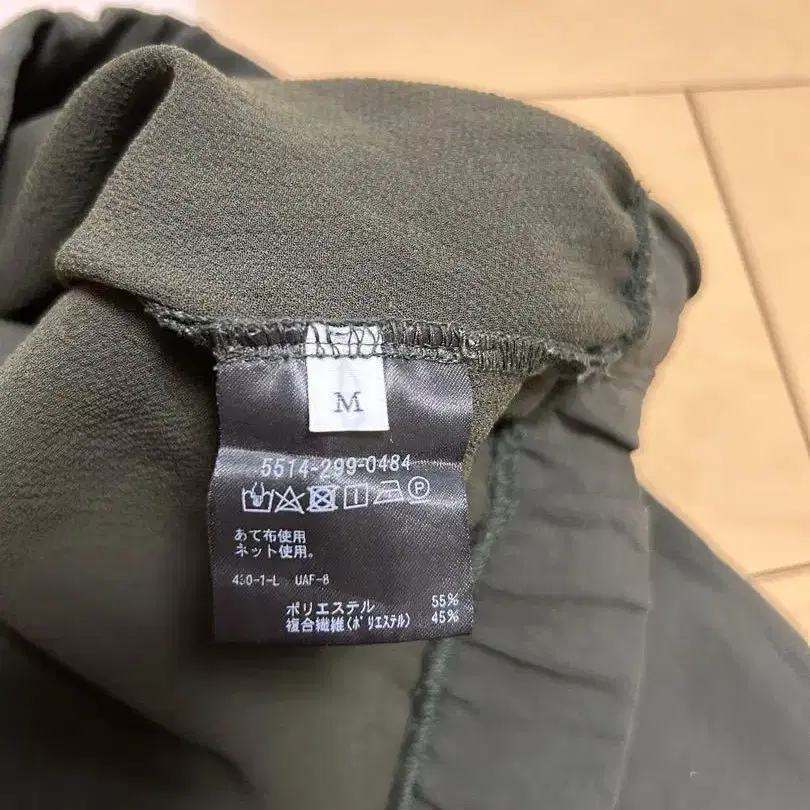 M
5514-299-0484
P
あて布使用
ネット使用。
430-1-L UAF-8
ポリエステル 55%
複合繊維(ポリエステル) 45%